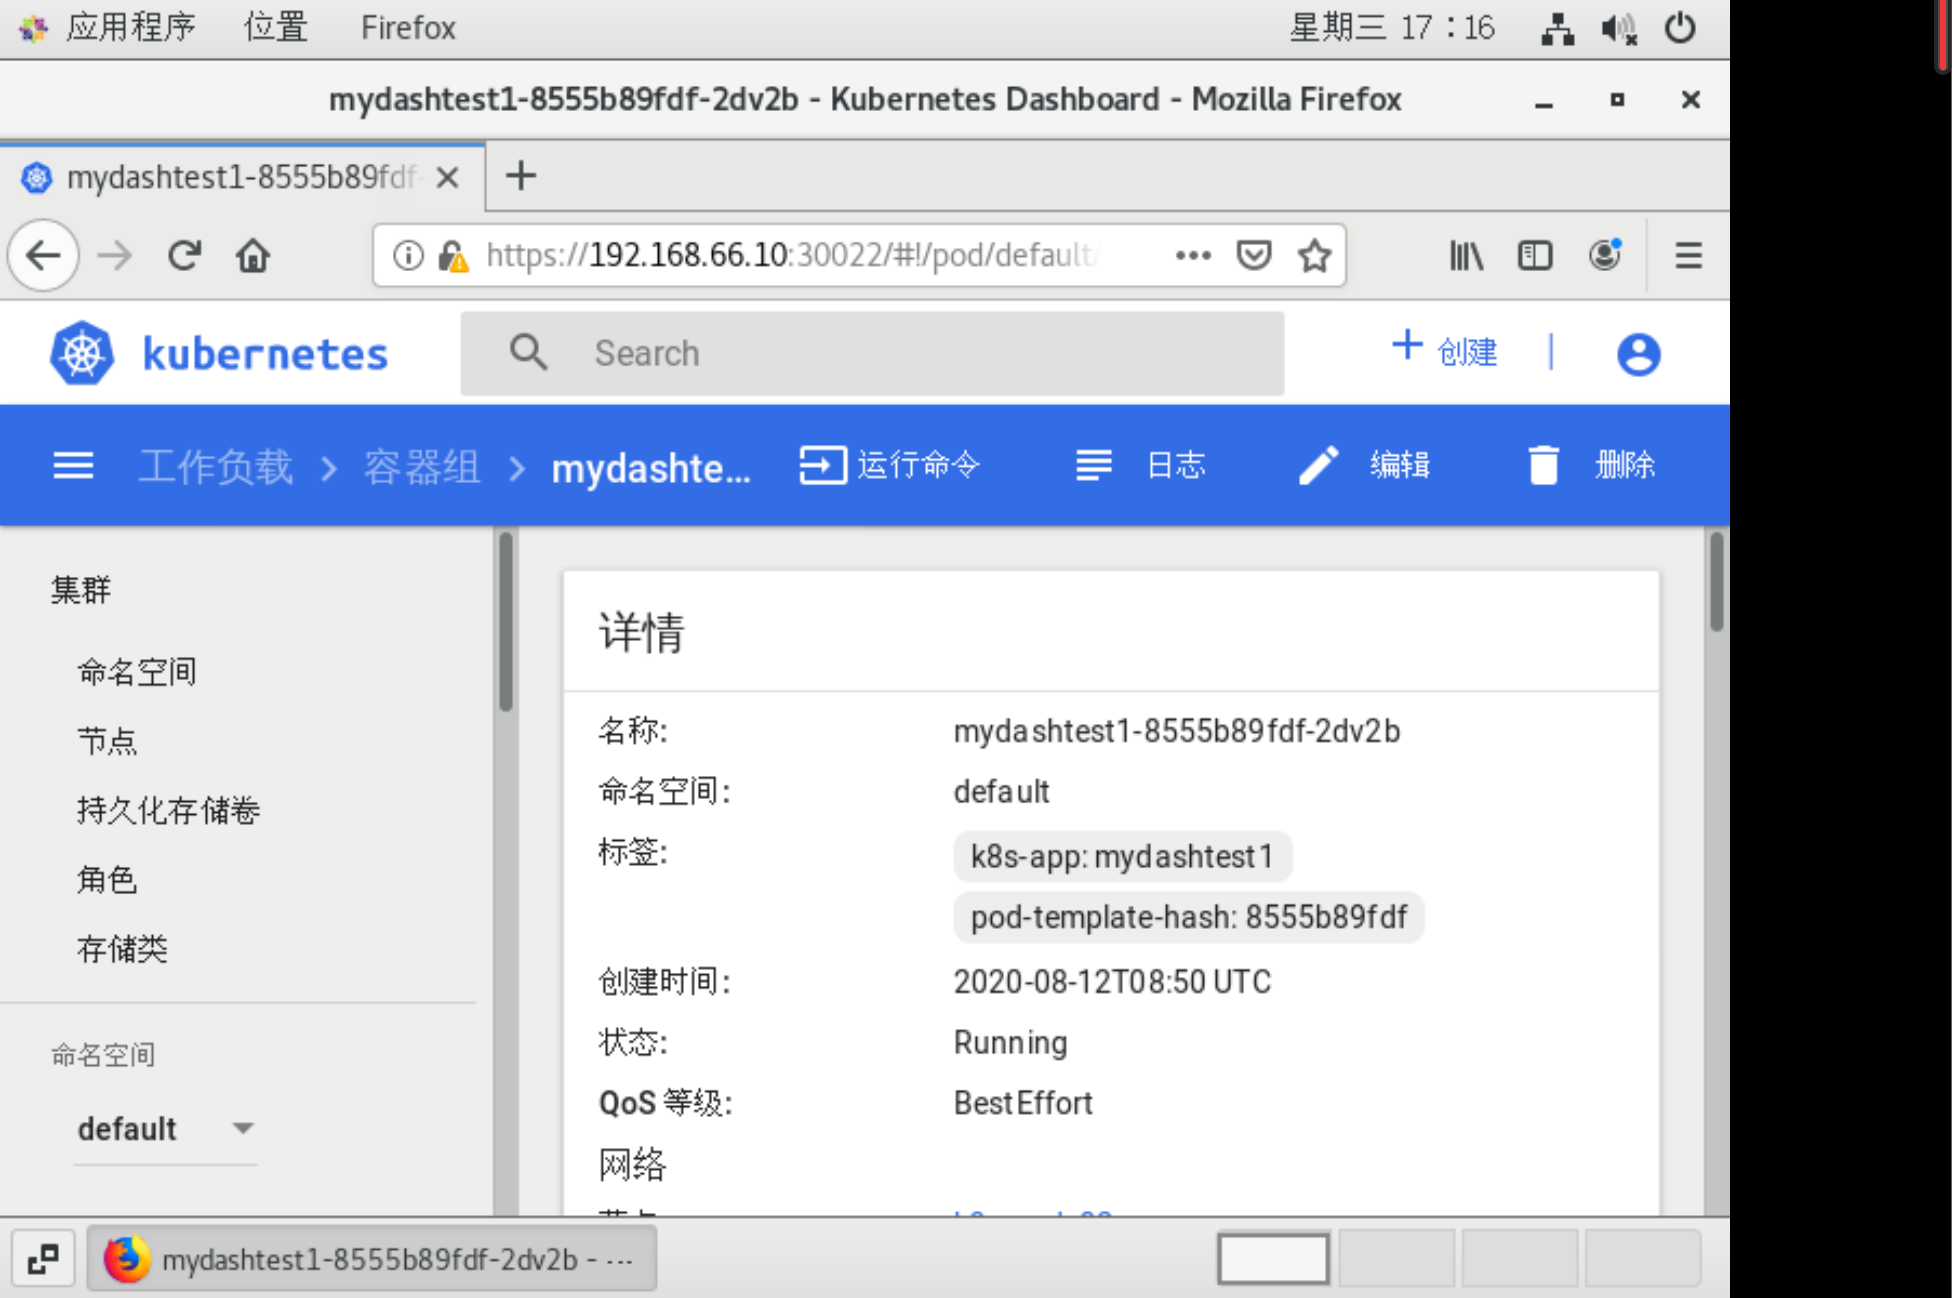 应用程序 位置 Firefox 星期三 17：16
mydashtest1-8555b89fdf-2dv2b - Kubernetes Dashboard - Mozilla Firefox
mydashtest1-8555b89fdf-
https://192.168.66.10:30022/#!/pod/default/
kubernetes Search 创建
工作负载 容器组 mydashte... 运行命令 日志 编辑 删除
集群
命名空间
节点
持久化存储卷
角色
存储类
命名空间
default
详情
名称: mydashtest1-8555b89fdf-2dv2b
命名空间: default
标签: k8s-app: mydashtest1
pod-template-hash: 8555b89fdf
创建时间: 2020-08-12T08:50 UTC
状态: Running
QoS 等级: BestEffort
网络
mydashtest1-8555b89fdf-2dv2b - ...